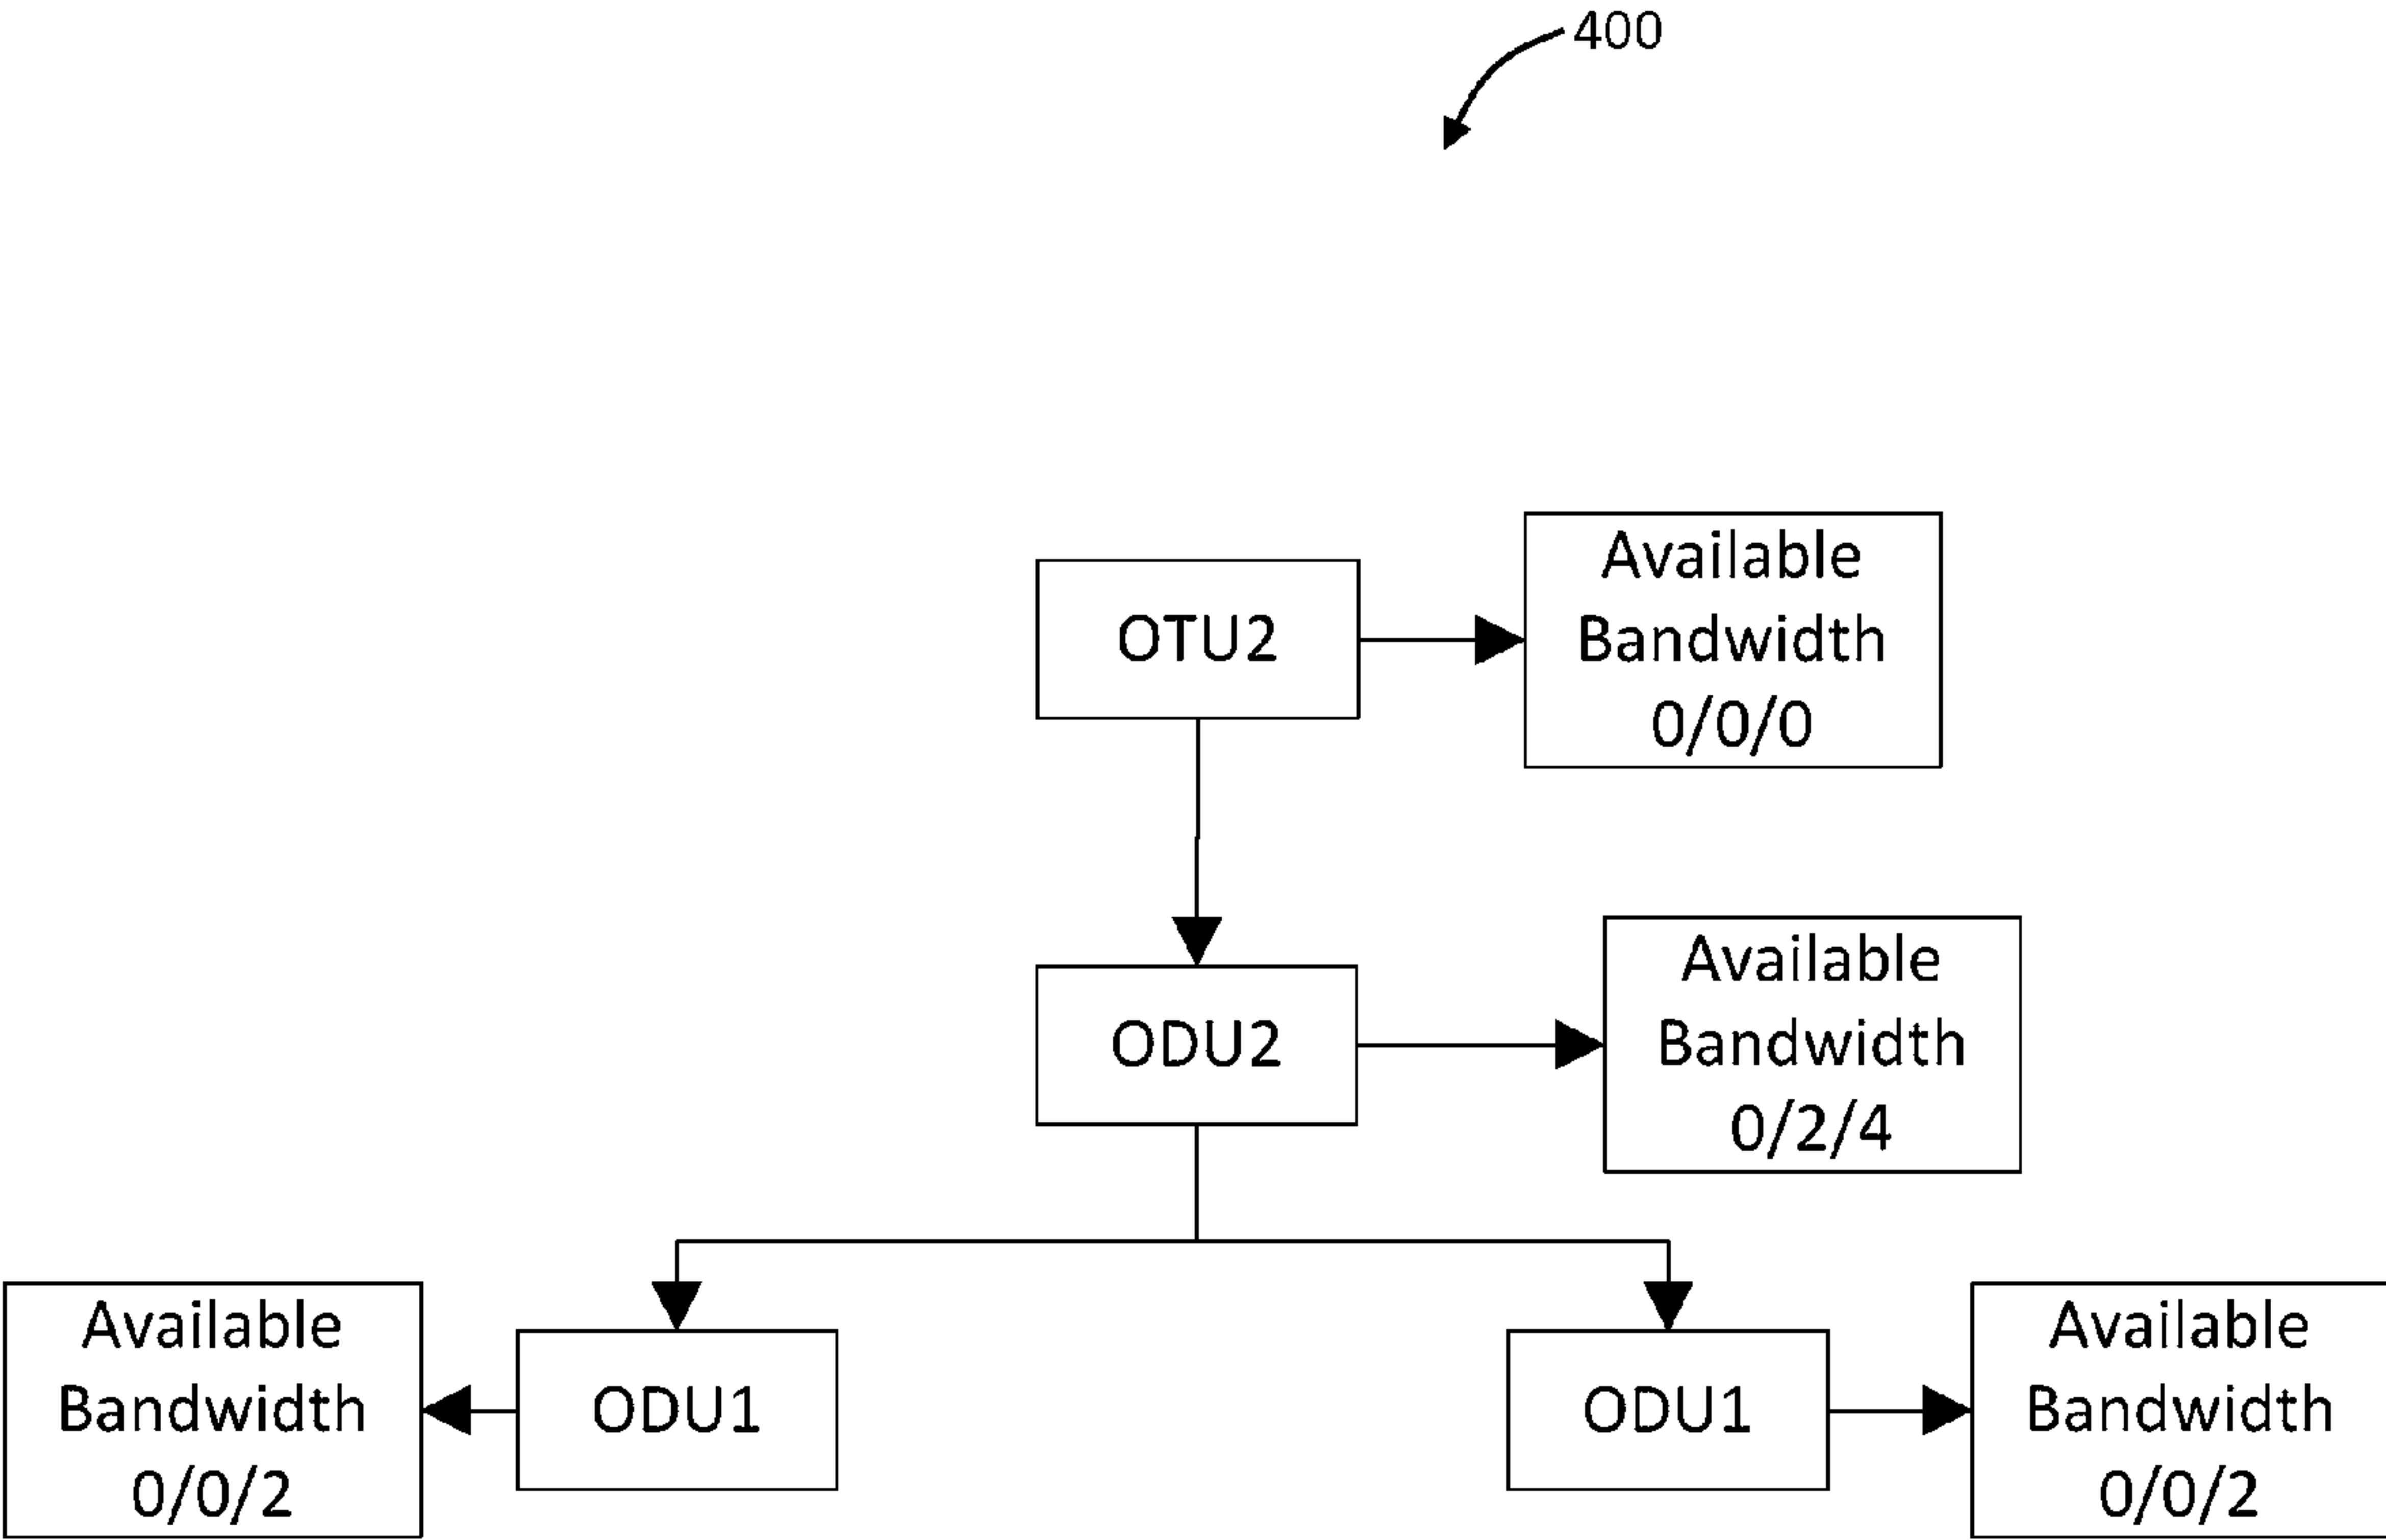 400
OTU2
Available
Bandwidth
0/0/0
ODU2
Available
Bandwidth
0/2/4
Available
Bandwidth
0/0/2
ODU1
ODU1
Available
Bandwidth
0/0/2